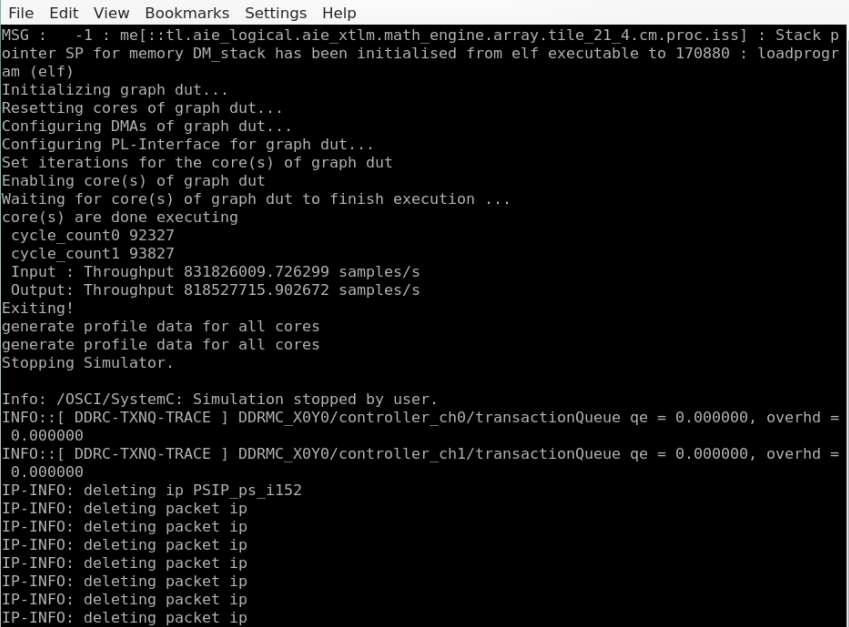 File Edit View Bookmarks Settings Help
MSG :   -1 : me[::tl.aie_logical.aie_xtlm.math_engine.array.tile_21_4.cm.proc.iss] : Stack p
ointer SP for memory DM_stack has been initialised from elf executable to 170880 : loadprogr
am (elf)
Initializing graph dut...
Resetting cores of graph dut...
Configuring DMAs of graph dut...
Configuring PL-Interface for graph dut...
Set iterations for the core(s) of graph dut
Enabling core(s) of graph dut
Waiting for core(s) of graph dut to finish execution ...
core(s) are done executing
 cycle_count0 92327
 cycle_count1 93827
 Input : Throughput 831826009.726299 samples/s
 Output: Throughput 818527715.902672 samples/s
Exiting!
generate profile data for all cores
generate profile data for all cores
Stopping Simulator.

Info: /OSCI/SystemC: Simulation stopped by user.
INFO::[ DDRC-TXNQ-TRACE ] DDRMC_X0Y0/controller_ch0/transactionQueue qe = 0.000000, overhd =
 0.000000
INFO::[ DDRC-TXNQ-TRACE ] DDRMC_X0Y0/controller_ch1/transactionQueue qe = 0.000000, overhd =
 0.000000
IP-INFO: deleting ip PSIP_ps_i152
IP-INFO: deleting packet ip
IP-INFO: deleting packet ip
IP-INFO: deleting packet ip
IP-INFO: deleting packet ip
IP-INFO: deleting packet ip
IP-INFO: deleting packet ip
IP-INFO: deleting packet ip